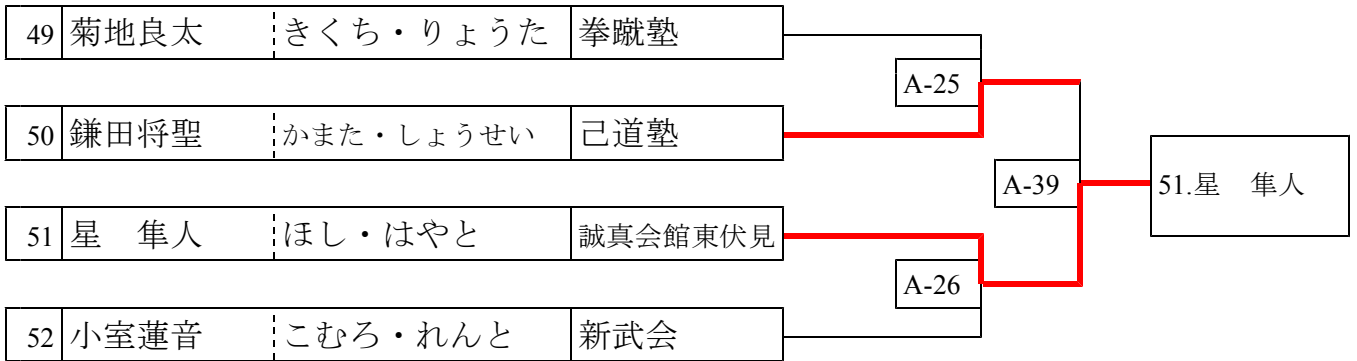 49 菊地良太 きくち・りょうた 拳蹴塾
A-25
50 鎌田将聖 かまた・しょうせい 己道塾
A-39 51.星　隼人
51 星　隼人 ほし・はやと 誠真会館東伏見
A-26
52 小室蓮音 こむろ・れんと 新武会